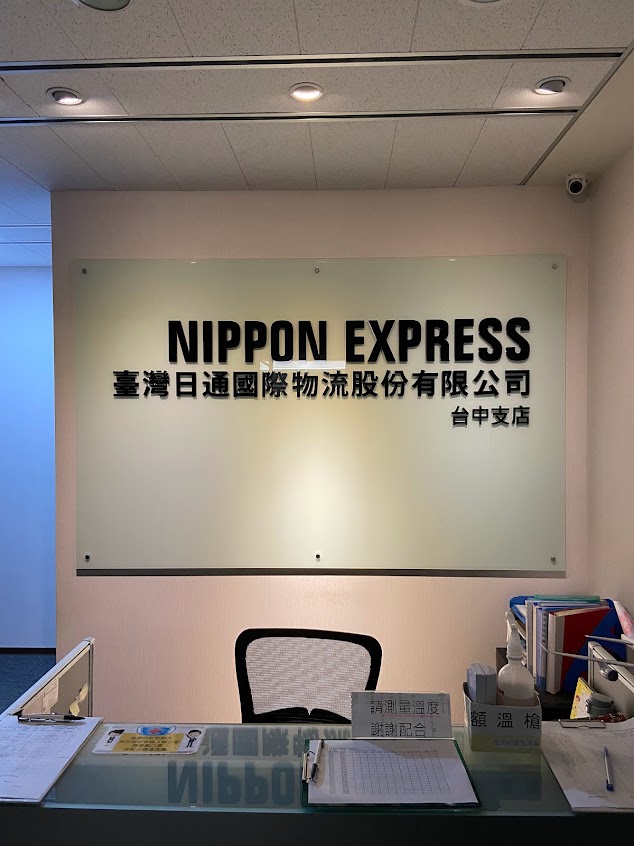 NIPPON EXPRESS
臺灣日通國際物流股份有限公司
台中支店
請測量溫度
謝謝配合。
額溫槍